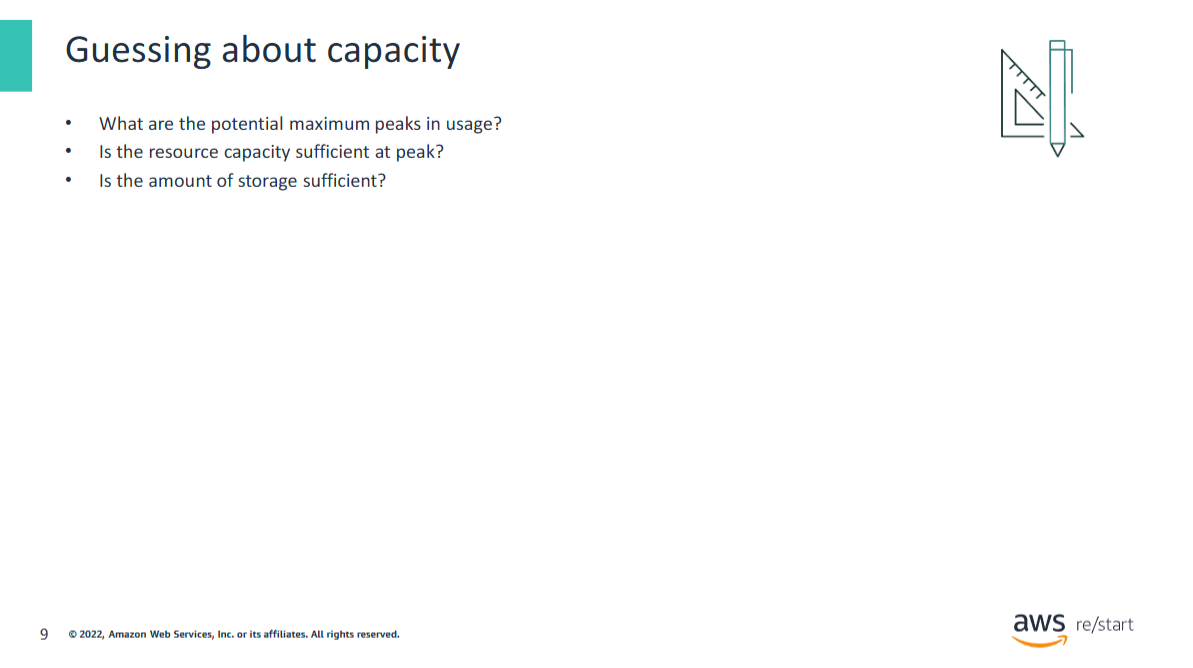 Guessing about capacity
• What are the potential maximum peaks in usage?
• Is the resource capacity sufficient at peak?
• Is the amount of storage sufficient?
9 © 2022, Amazon Web Services, Inc. or its affiliates. All rights reserved.
aws re/start